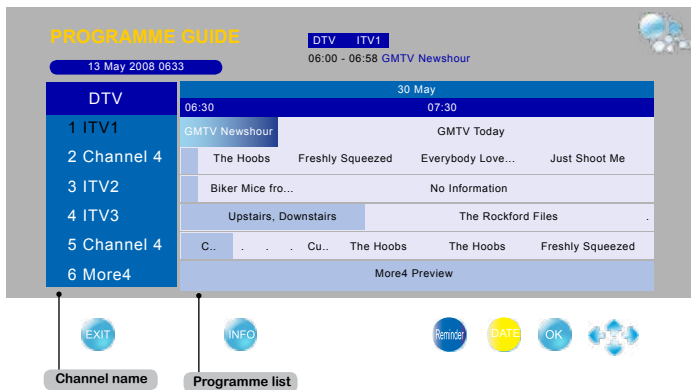 PROGRAMME GUIDE
DTV ITV1
06:00 - 06:58 GMTV Newshour
13 May 2008 0633
DTV
30 May
06:30 07:30
1 ITV1 GMTV Newshour GMTV Today
2 Channel 4 The Hoobs Freshly Squeezed Everybody Love... Just Shoot Me
3 ITV2 Biker Mice fro... No Information
4 ITV3 Upstairs, Downstairs The Rockford Files .
5 Channel 4 C.. . . . Cu.. The Hoobs The Hoobs Freshly Squeezed
6 More4 More4 Preview
EXIT INFO Reminder DATE OK
Channel name Programme list